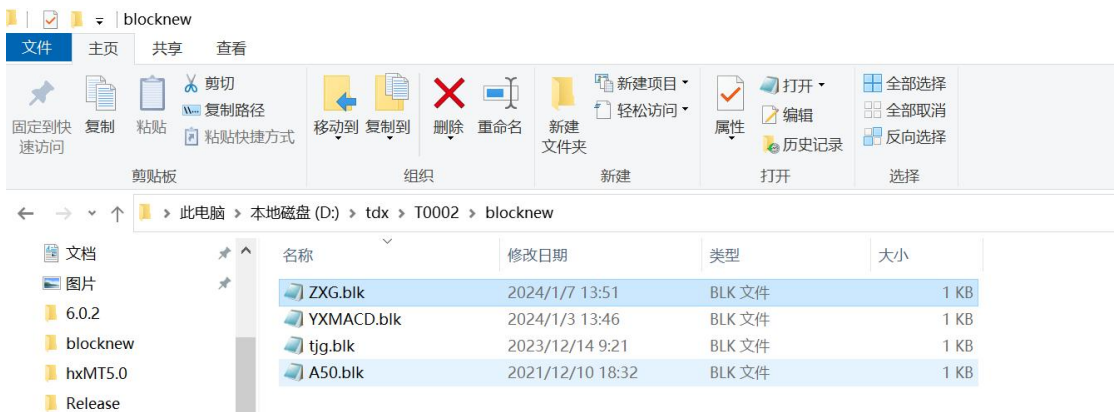 blocknew
文件 主页 共享 查看
固定到快速访问 复制 粘贴 剪切 复制路径 粘贴快捷方式 移动到 复制到 删除 重命名 新建文件夹 新建项目 轻松访问 属性 打开 编辑 历史记录 全部选择 全部取消 反向选择
剪贴板 组织 新建 打开 选择
此电脑 > 本地磁盘 (D:) > tdx > T0002 > blocknew
名称 修改日期 类型 大小
文档
图片
6.0.2
blocknew
hxMT5.0
Release
ZXG.blk 2024/1/7 13:51 BLK 文件 1 KB
YXMACD.blk 2024/1/3 13:46 BLK 文件 1 KB
tjg.blk 2023/12/14 9:21 BLK 文件 1 KB
A50.blk 2021/12/10 18:32 BLK 文件 1 KB